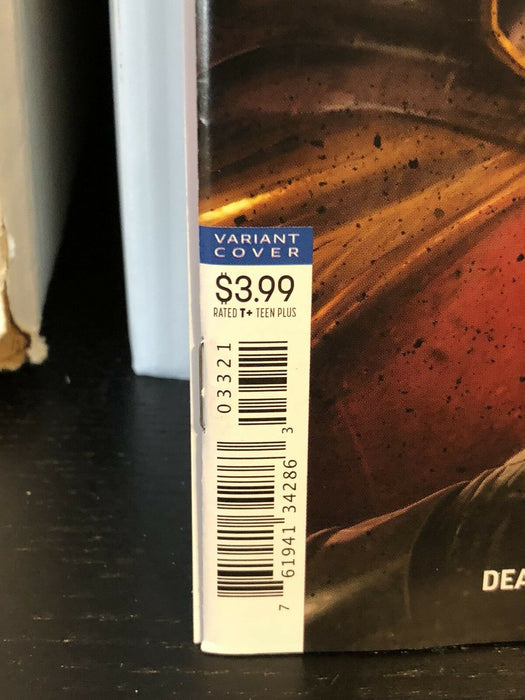 VARIANT
COVER
$3.99
RATED T+ TEEN PLUS
03321
7 61941 34286 3
DEA